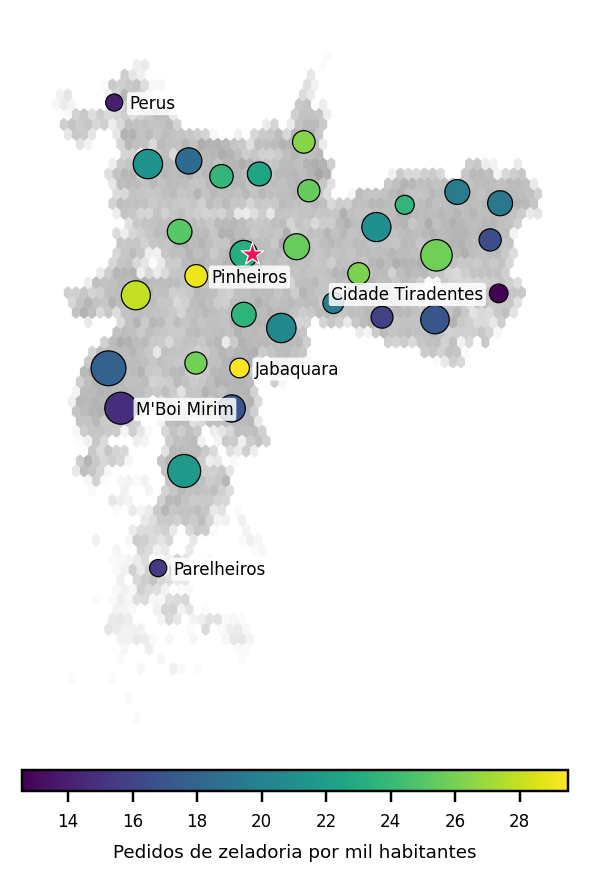 Perus
Pinheiros
Cidade Tiradentes
Jabaquara
M'Boi Mirim
Parelheiros
14 16 18 20 22 24 26 28
Pedidos de zeladoria por mil habitantes